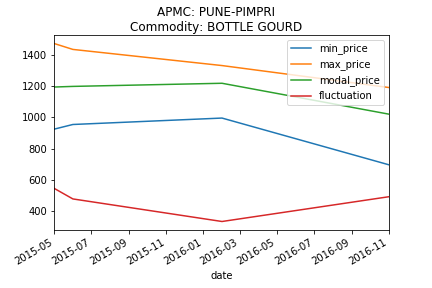 APMC: PUNE-PIMPRI
Commodity: BOTTLE GOURD
min_price
max_price
modal_price
fluctuation
1400
1200
1000
800
600
400
2015-05
2015-07
2015-09
2015-11
2016-01
2016-03
2016-05
2016-07
2016-09
2016-11
date